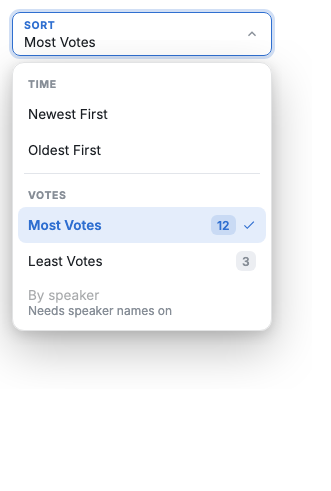 SORT
Most Votes
TIME
Newest First
Oldest First
VOTES
Most Votes 12
Least Votes 3
By speaker
Needs speaker names on